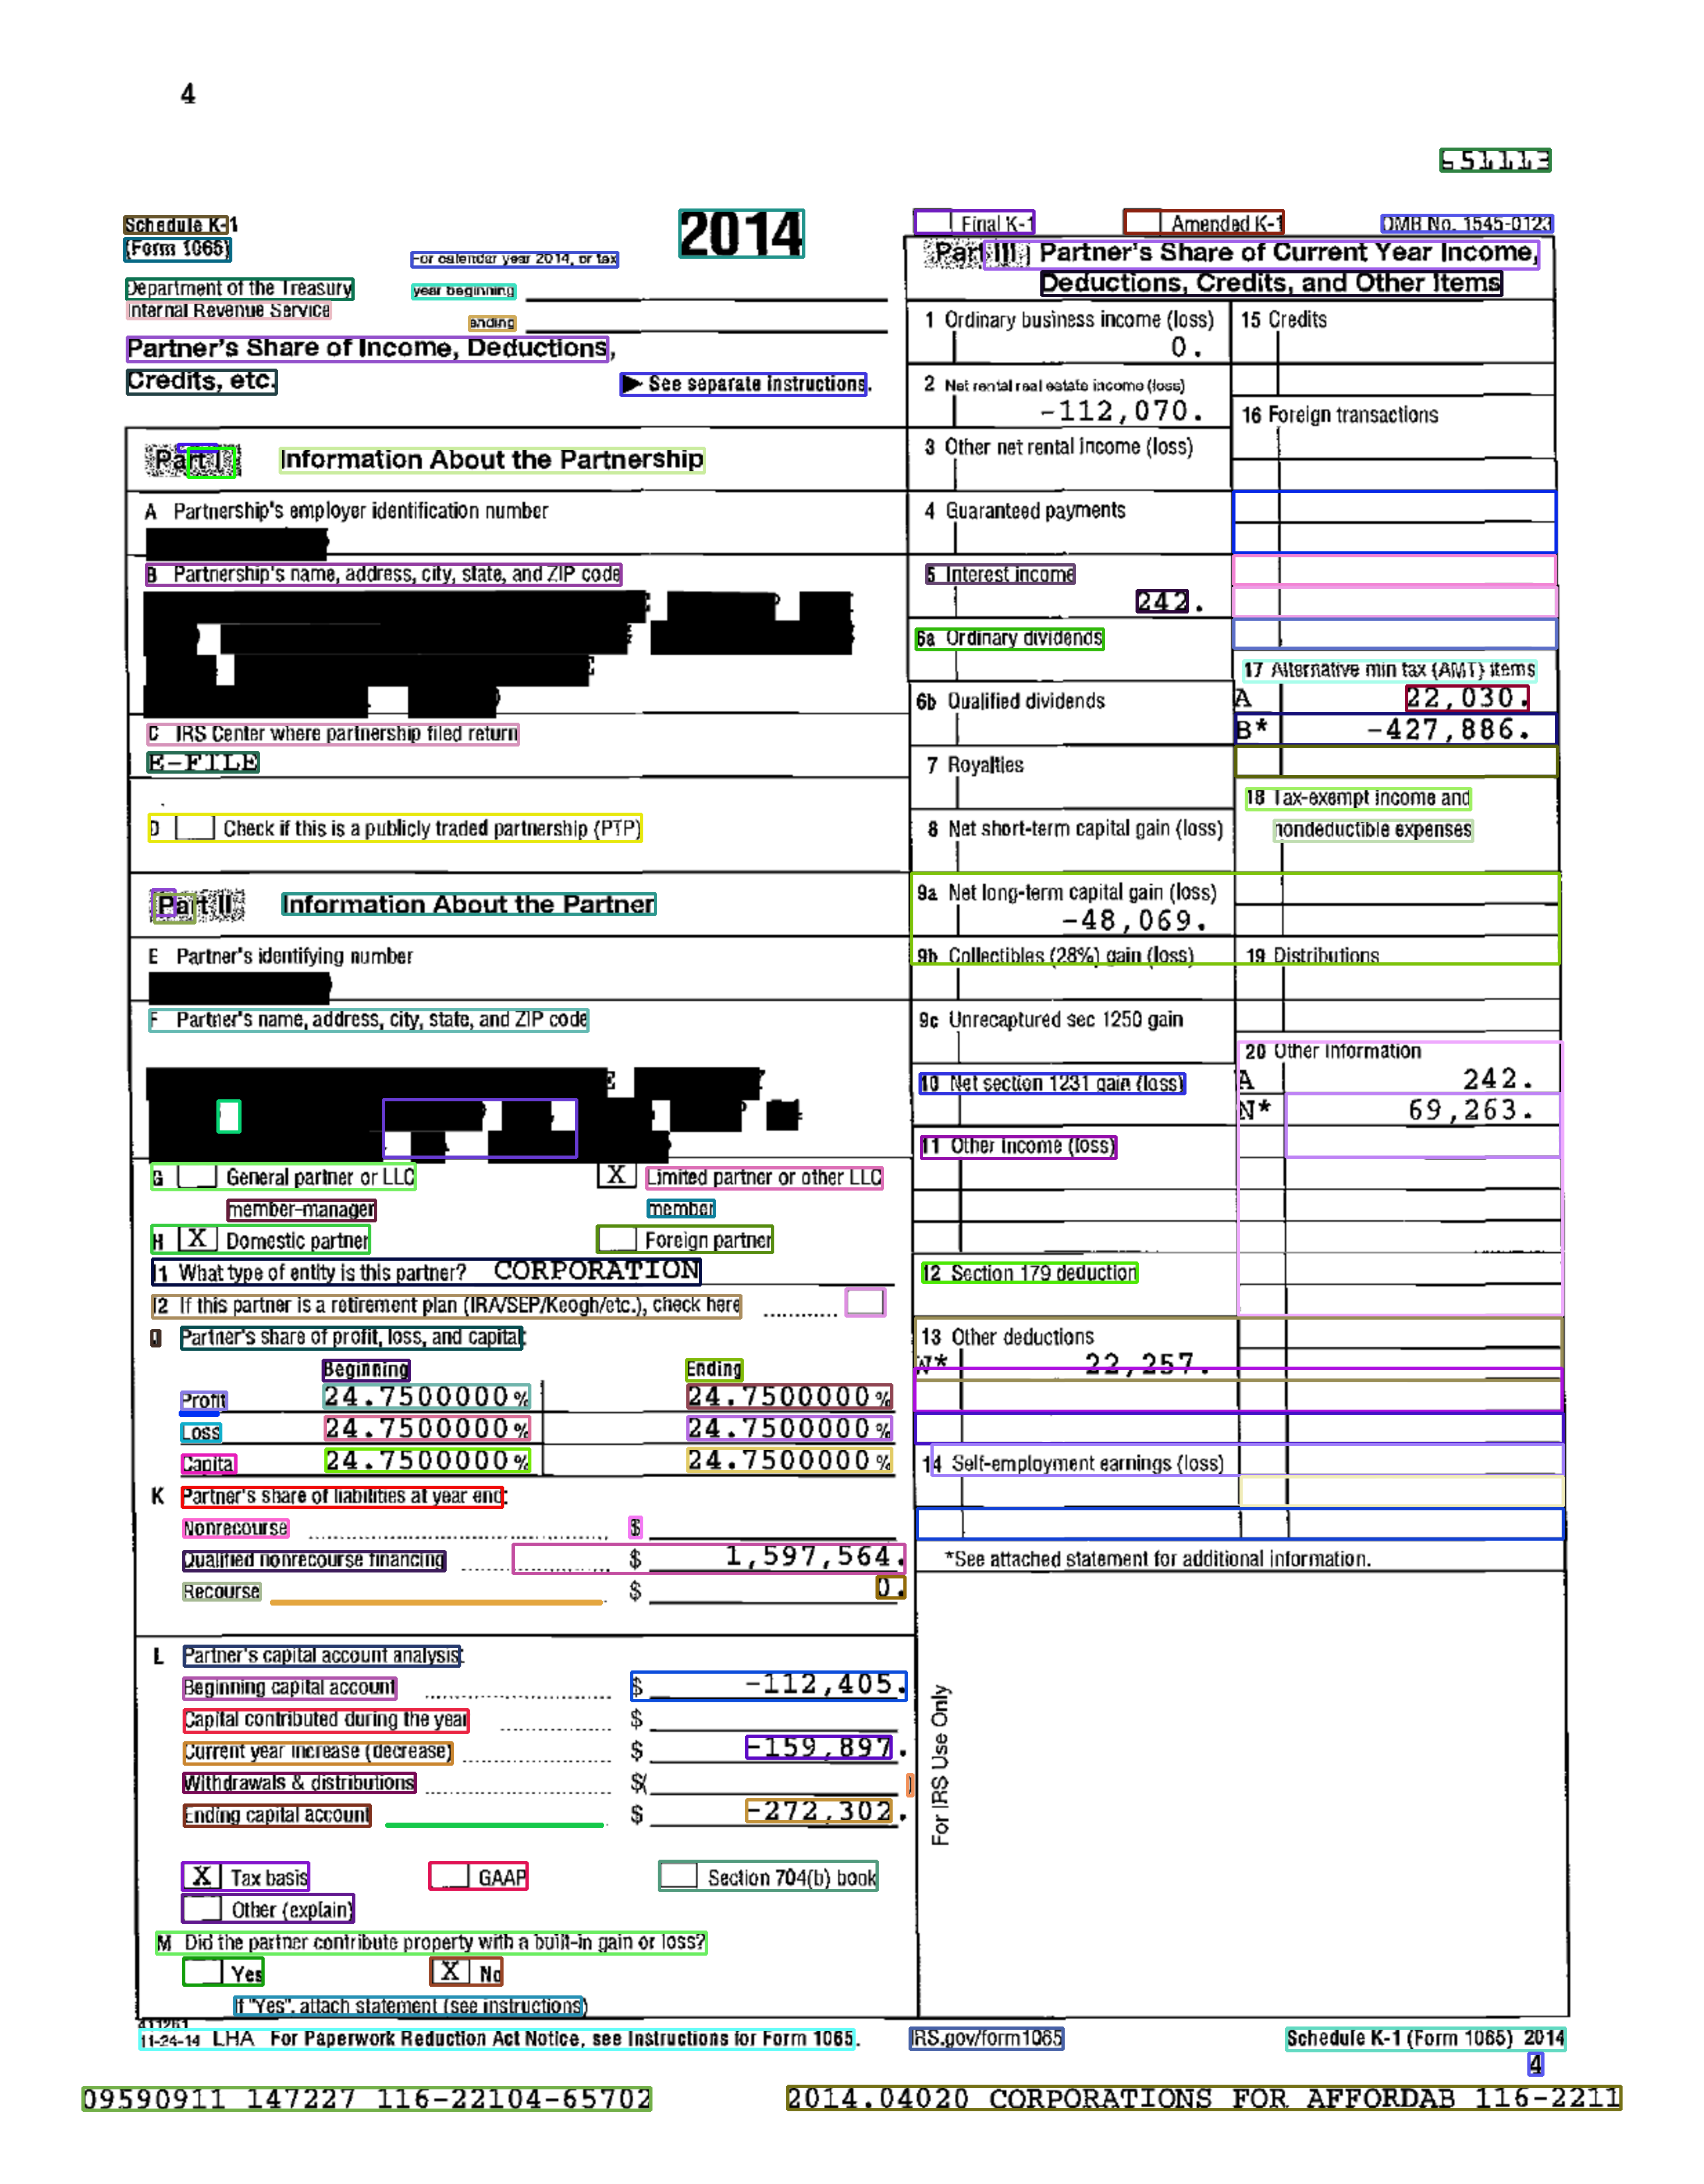 4
651113
Schedule K-1
(Form 1065)
2014
Final K-1
Amended K-1
OMB No. 1545-0123
Department of the Treasury
Internal Revenue Service
For calendar year 2014, or tax
year beginning
ending
Partner's Share of Income, Deductions,
Credits, etc.
▶ See separate instructions.
Part I Information About the Partnership
A Partnership's employer identification number
B Partnership's name, address, city, state, and ZIP code
C IRS Center where partnership filed return
E-FILE
D Check if this is a publicly traded partnership (PTP)
Part II Information About the Partner
E Partner's identifying number
F Partner's name, address, city, state, and ZIP code
G General partner or LLC X Limited partner or other LLC
member-manager member
H X Domestic partner Foreign partner
I1 What type of entity is this partner? CORPORATION
I2 If this partner is a retirement plan (IRA/SEP/Keogh/etc.), check here
J Partner's share of profit, loss, and capital:
Beginning Ending
Profit 24.7500000% 24.7500000%
Loss 24.7500000% 24.7500000%
Capital 24.7500000% 24.7500000%
K Partner's share of liabilities at year end:
Nonrecourse $
Qualified nonrecourse financing $ 1,597,564.
Recourse $ 0.
L Partner's capital account analysis:
Beginning capital account $ -112,405.
Capital contributed during the year $
Current year increase (decrease) $ -159,897.
Withdrawals & distributions $( )
Ending capital account $ -272,302.
X Tax basis GAAP Section 704(b) book
Other (explain)
M Did the partner contribute property with a built-in gain or loss?
Yes X No
If "Yes", attach statement (see instructions)
Part III Partner's Share of Current Year Income,
Deductions, Credits, and Other Items
1 Ordinary business income (loss)
0.
2 Net rental real estate income (loss)
-112,070.
3 Other net rental income (loss)
4 Guaranteed payments
5 Interest income
242.
6a Ordinary dividends
6b Qualified dividends
7 Royalties
8 Net short-term capital gain (loss)
9a Net long-term capital gain (loss)
-48,069.
9b Collectibles (28%) gain (loss)
9c Unrecaptured sec 1250 gain
10 Net section 1231 gain (loss)
11 Other income (loss)
12 Section 179 deduction
13 Other deductions
W* 22,257.
14 Self-employment earnings (loss)
15 Credits
16 Foreign transactions
17 Alternative min tax (AMT) items
A 22,030.
B* -427,886.
18 Tax-exempt income and
nondeductible expenses
19 Distributions
20 Other information
A 242.
N* 69,263.
*See attached statement for additional information.
For IRS Use Only
411261
11-24-14 LHA For Paperwork Reduction Act Notice, see Instructions for Form 1065.
IRS.gov/form1065
Schedule K-1 (Form 1065) 2014
4
09590911 147227 116-22104-65702
2014.04020 CORPORATIONS FOR AFFORDAB 116-2211